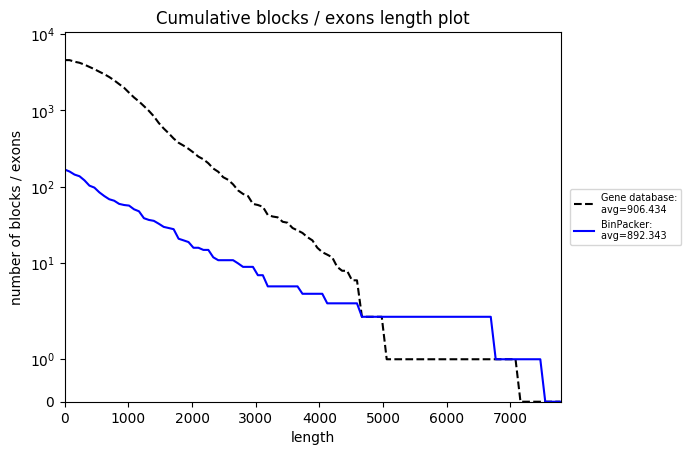 Cumulative blocks / exons length plot
number of blocks / exons
10⁴
10³
10²
10¹
10⁰
0
0 1000 2000 3000 4000 5000 6000 7000
length
Gene database:
avg=906.434
BinPacker:
avg=892.343